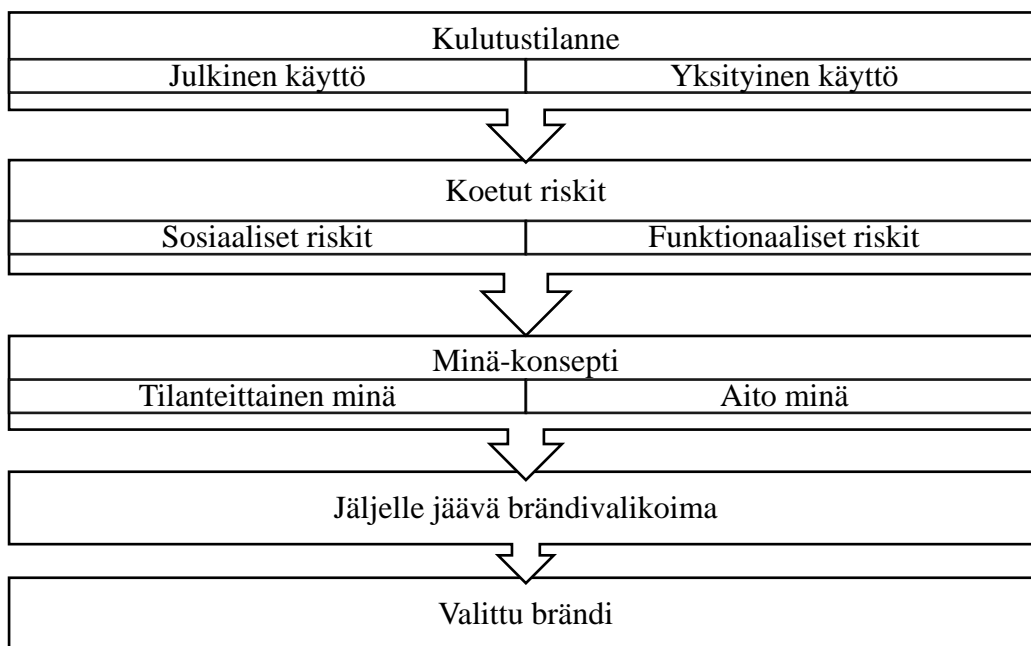 Kulutustilanne
Julkinen käyttö
Yksityinen käyttö
Koetut riskit
Sosiaaliset riskit
Funktionaaliset riskit
Minä-konsepti
Tilanteittainen minä
Aito minä
Jäljelle jäävä brändivalikoima
Valittu brändi